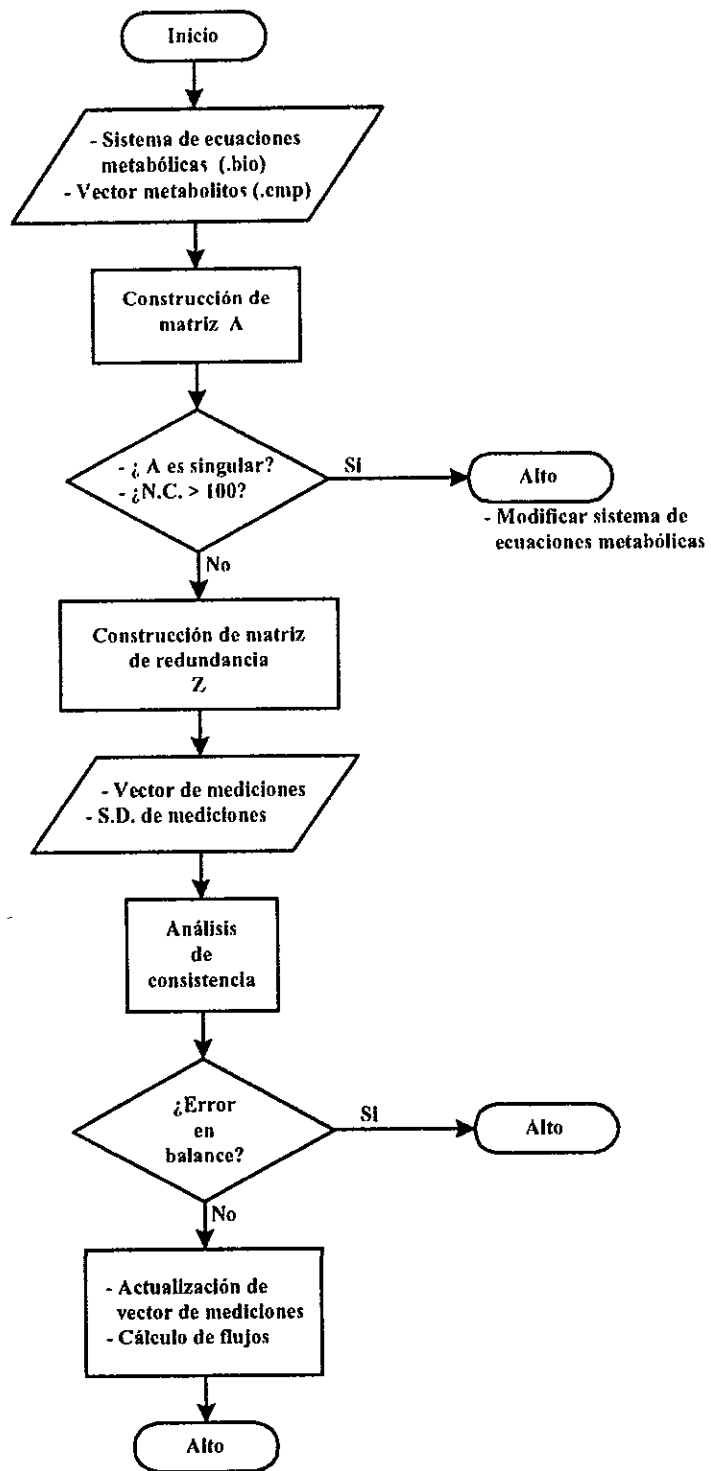 Inicio
- Sistema de ecuaciones
metabólicas (.bio)
- Vector metabolitos (.cmp)
Construcción de
matriz A
- ¿ A es singular?
- ¿N.C. > 100?
Si
Alto
- Modificar sistema de
ecuaciones metabólicas
No
Construcción de matriz
de redundancia
Z
- Vector de mediciones
- S.D. de mediciones
Análisis
de
consistencia
¿Error
en
balance?
Si
Alto
No
- Actualización de
vector de mediciones
- Cálculo de flujos
Alto